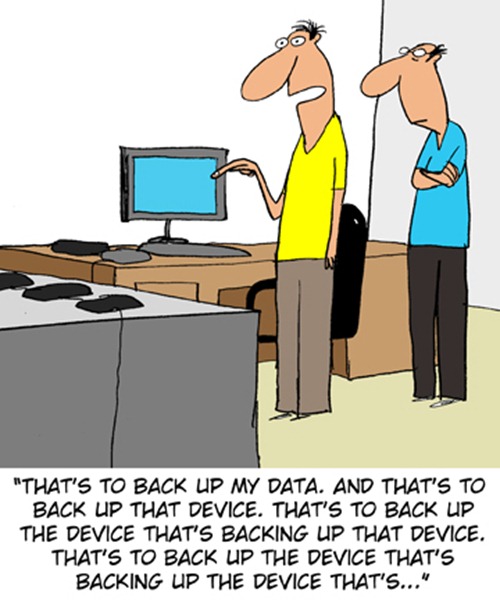 "THAT'S TO BACK UP MY DATA. AND THAT'S TO
BACK UP THAT DEVICE. THAT'S TO BACK UP
THE DEVICE THAT'S BACKING UP THAT DEVICE.
THAT'S TO BACK UP THE DEVICE THAT'S
BACKING UP THE DEVICE THAT'S..."